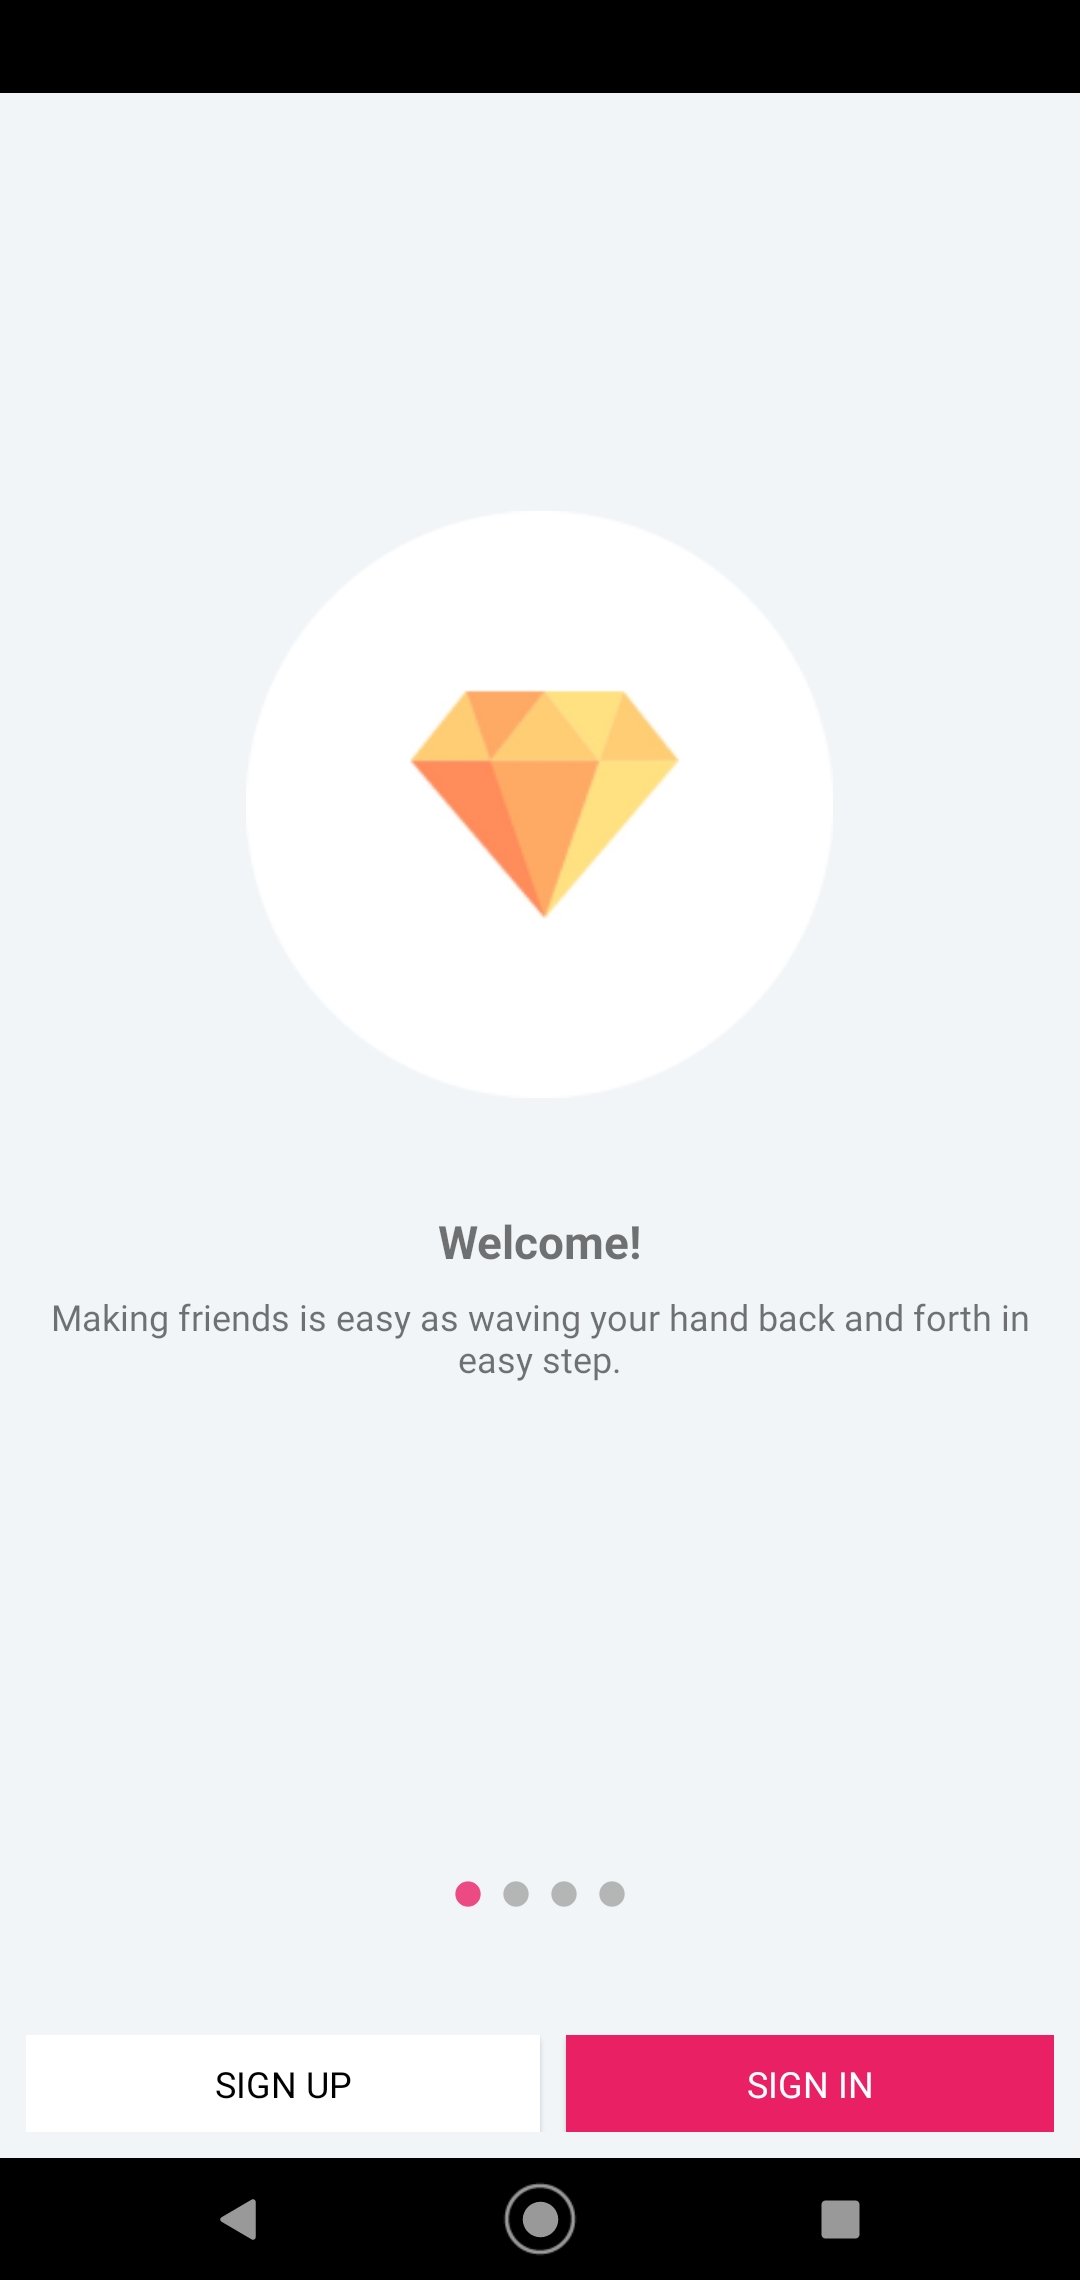 Welcome!
Making friends is easy as waving your hand back and forth in
easy step.
SIGN UP
SIGN IN